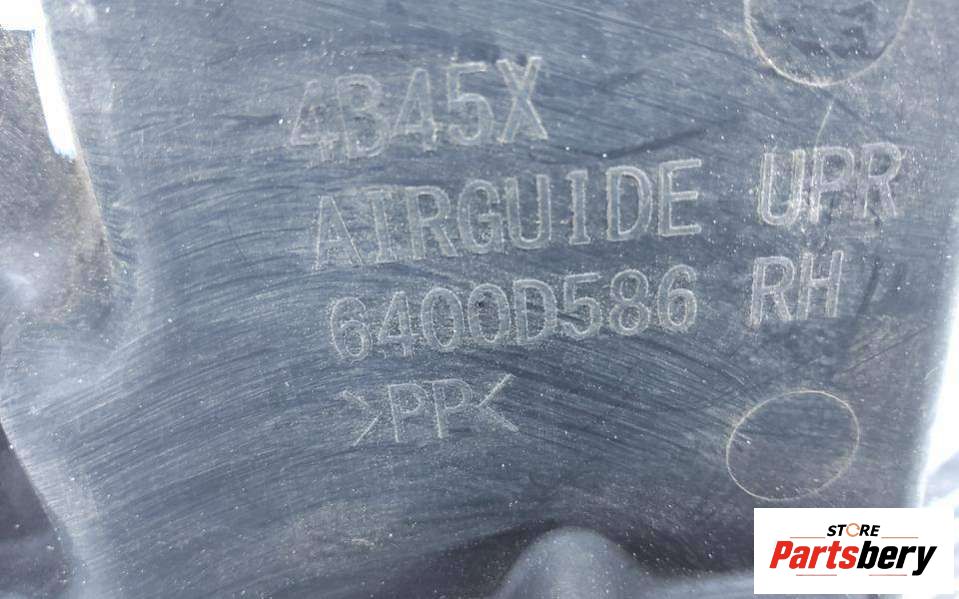 4B45X
AIRGUIDE UPR
6400D586 RH
>PP<
STORE
Partsbery